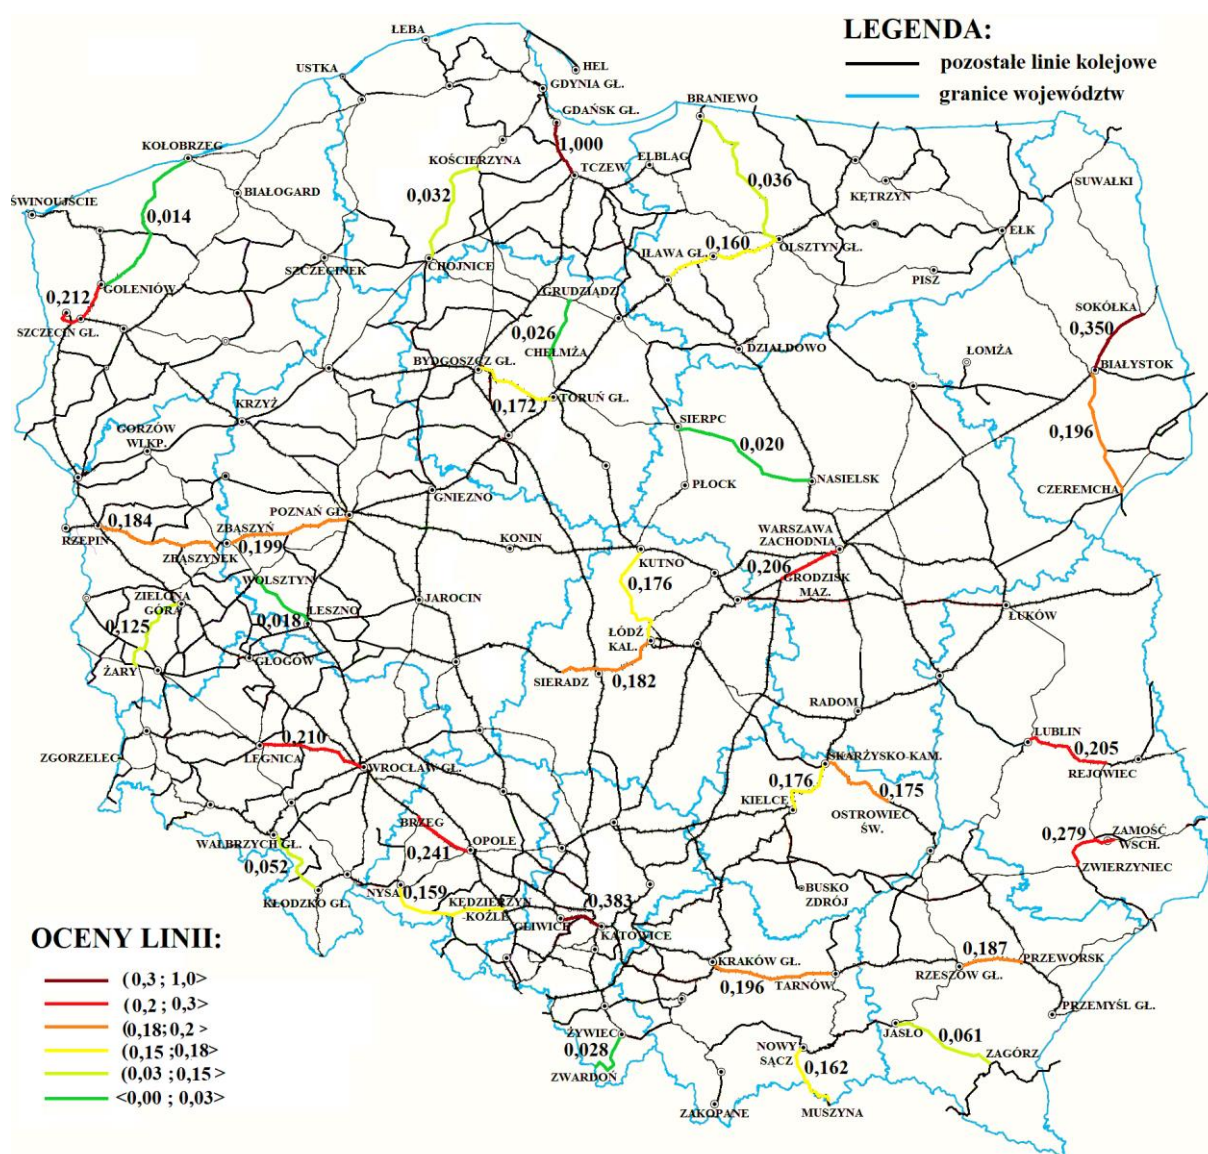 LEGENDA:
pozostałe linie kolejowe
granice województw
ŁEBA
HEL
USTKA
GDYNIA GŁ.
GDAŃSK GŁ.
BRANIEWO
1,000
KOŁOBRZEG
KOŚCIERZYNA
TCZEW
ELBLĄG
0,036
KĘTRZYN
SUWAŁKI
BIAŁOGARD
0,032
ŚWINOUJŚCIE
0,014
EŁK
OLSZTYN GŁ.
0,160
IŁAWA GŁ.
SZCZECINEK
CHOJNICE
PISZ
GOLENIÓW
GRUDZIĄDZ
0,212
SOKÓŁKA
SZCZECIN GŁ.
0,026
0,350
CHEŁMŻA
DZIAŁDOWO
ŁOMŻA
BYDGOSZCZ GŁ.
BIAŁYSTOK
0,172
TORUŃ GŁ.
KRZYŻ
SIERPC
GORZÓW
WLKP.
0,020
0,196
PŁOCK
NASIELSK
CZEREMCHA
GNIEZNO
POZNAŃ GŁ.
0,184
ZBĄSZYŃ
RZEPIN
0,199
ZBĄSZYNEK
KONIN
WARSZAWA
ZACHODNIA
KUTNO
0,206
GRODZISK
MAZ.
WOLSZTYN
0,176
ZIELONA
GÓRA
LESZNO
JAROCIN
0,018
ŁUKÓW
0,125
ŁÓDŹ
KAL.
GŁOGÓW
ŻARY
SIERADZ
0,182
RADOM
0,210
LUBLIN
LEGNICA
ZGORZELEC
0,205
REJOWIEC
WROCŁAW GŁ.
SKARŻYSKO-KAM.
0,176
0,175
KIELCE
OSTROWIEC
ŚW.
BRZEG
0,279
ZAMOŚĆ
WSCH.
WAŁBRZYCH GŁ.
OPOLE
0,241
ZWIERZYNIEC
0,052
NYSA
0,159
KŁODZKO GŁ.
KĘDZIERZYN
-KOŹLE
0,383
BUSKO
ZDRÓJ
GLIWICE
KATOWICE
OCENY LINII:
KRAKÓW GŁ.
0,187
PRZEWORSK
RZESZÓW GŁ.
0,196
TARNÓW
( 0,3 ; 1,0>
( 0,2 ; 0,3>
PRZEMYŚL GŁ.
(0,18; 0,2 >
ŻYWIEC
JASŁO
0,061
(0,15 ;0,18>
0,028
NOWY
SĄCZ
ZAGÓRZ
(0,03 ; 0,15 >
ZWARDOŃ
0,162
<0,00 ; 0,03>
ZAKOPANE
MUSZYNA